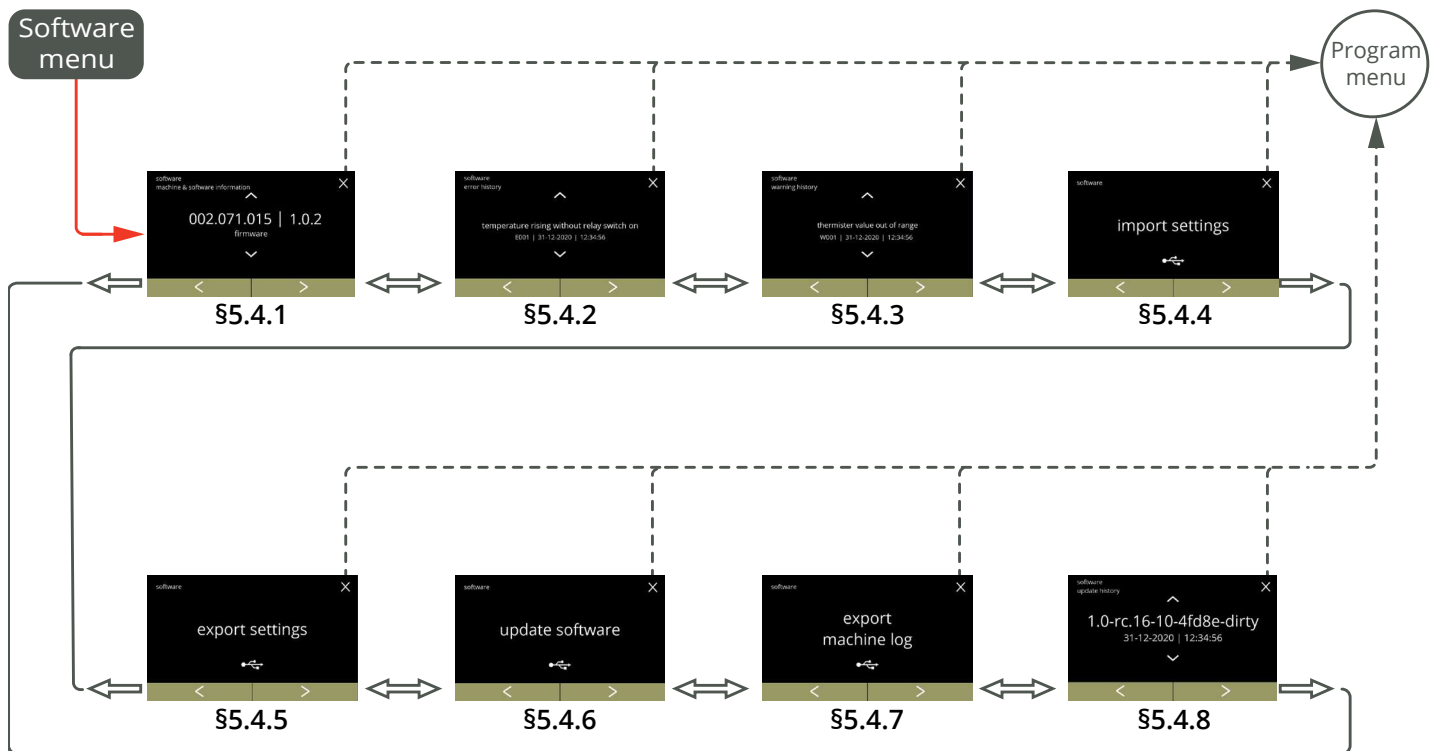 Software
menu
Program
menu
software
machine & software information
X
002.071.015 | 1.0.2
firmware
< >
§5.4.1
software
error history
X
temperature rising without relay switch on
E001 | 31-12-2020 | 12:34:56
< >
§5.4.2
software
warning history
X
thermister value out of range
W001 | 31-12-2020 | 12:34:56
< >
§5.4.3
software
X
import settings
< >
§5.4.4
software
X
export settings
< >
§5.4.5
software
X
update software
< >
§5.4.6
software
X
export
machine log
< >
§5.4.7
software
update history
X
1.0-rc.16-10-4fd8e-dirty
31-12-2020 | 12:34:56
< >
§5.4.8